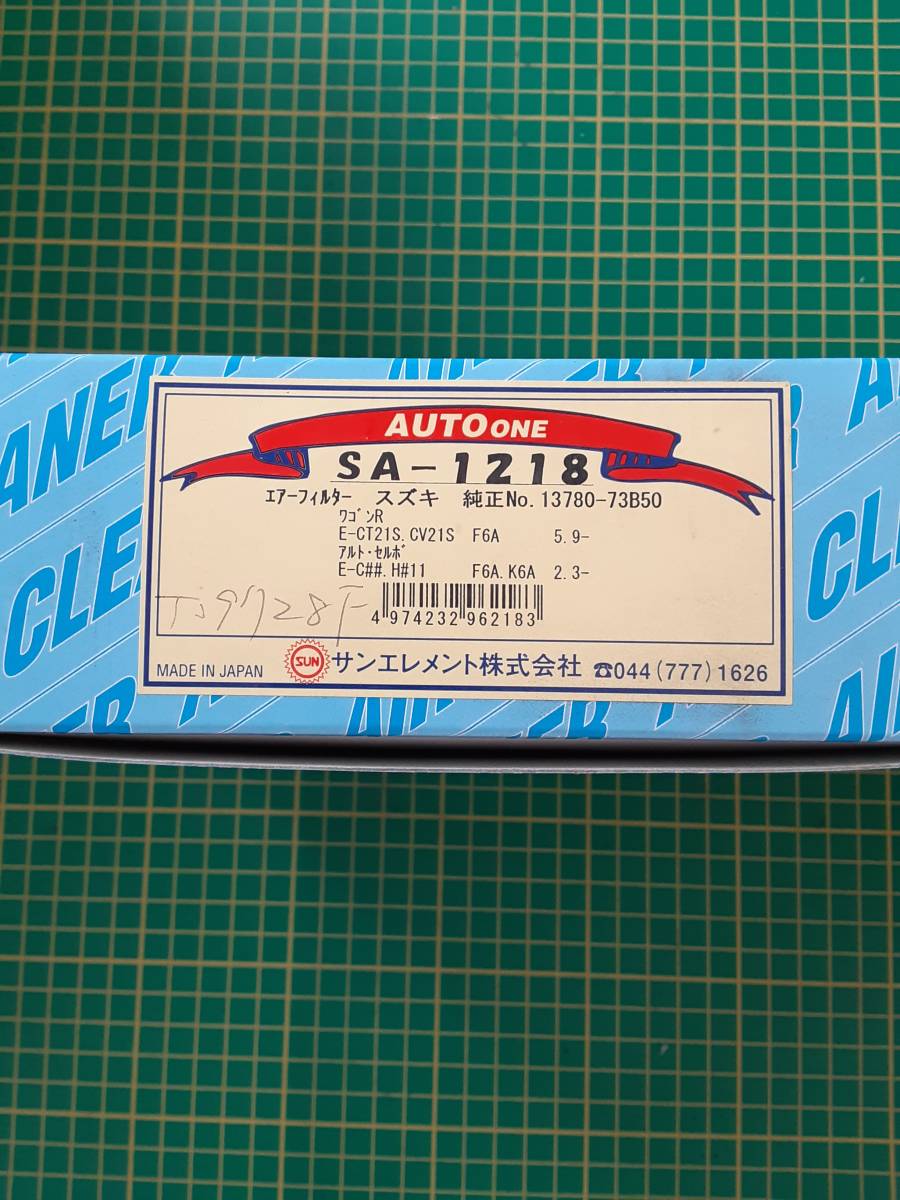 AIR CLEANER
AUTO ONE
SA-1218
エアーフィルター スズキ 純正No. 13780-73B50
ワゴンR
E-CT21S.CV21S F6A 5.9-
アルト・セルボ
E-C##.H#11 F6A.K6A 2.3-
4 974232 962183
MADE IN JAPAN SUN サンエレメント株式会社 ☎044(777)1626